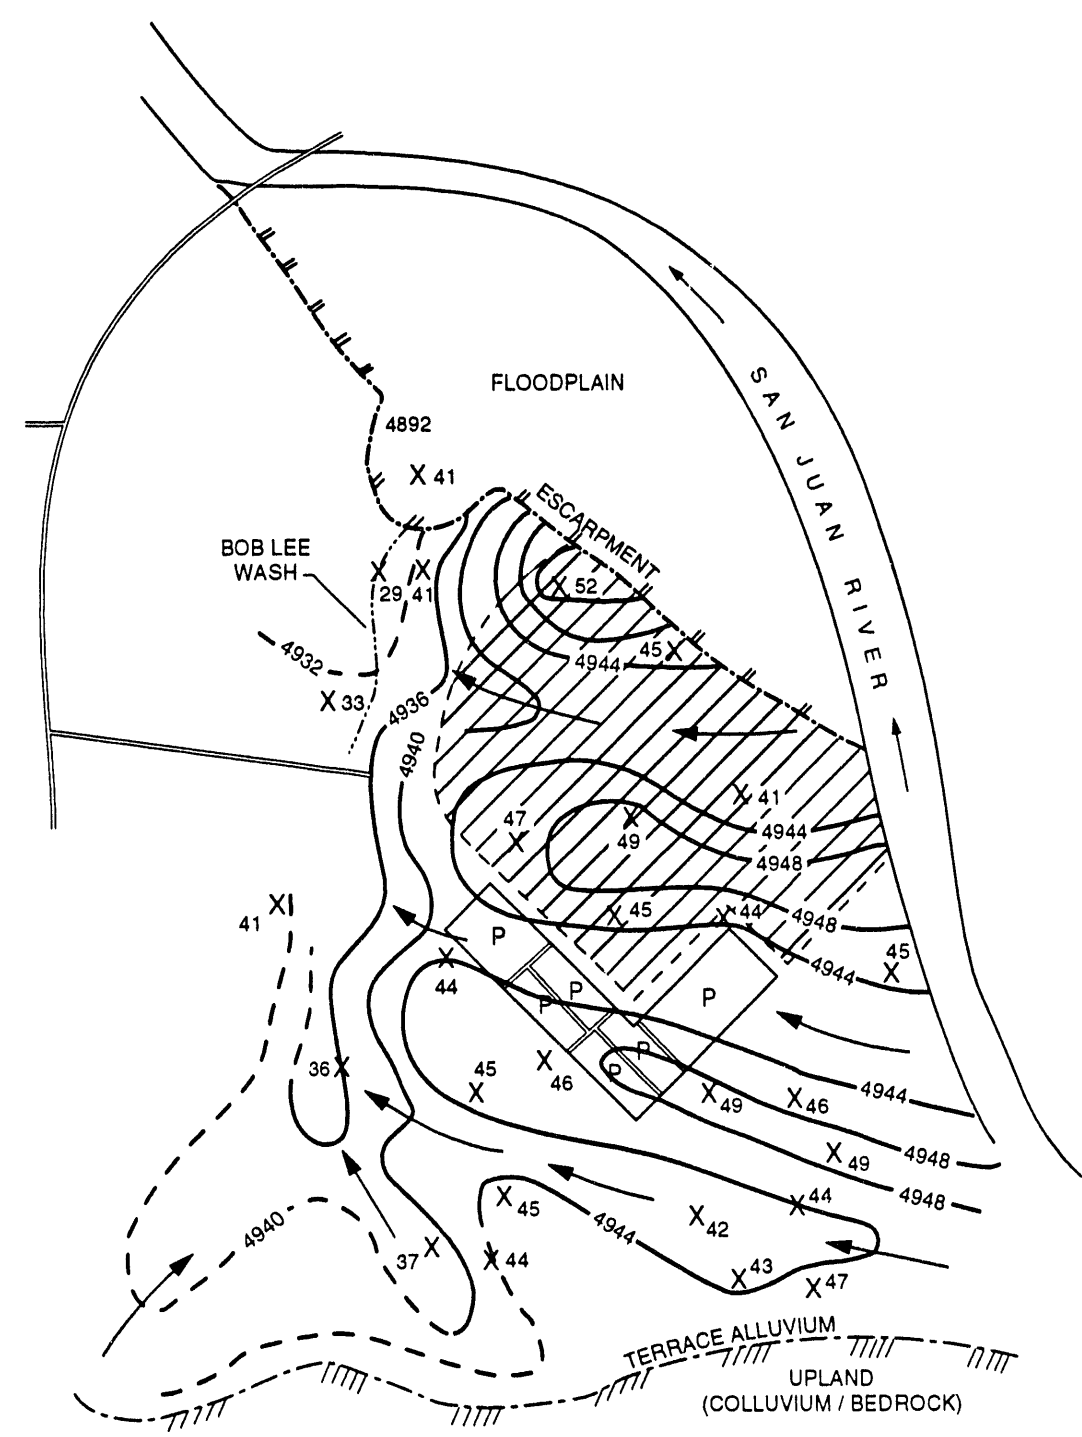 FLOODPLAIN
SAN JUAN RIVER
4892
41
ESCARPMENT
BOB LEE
WASH
29
41
52
45
4944
4932
33
4936
4940
41
4944
47
49
4948
45
44
4948
41
45
4944
P
44
P
P
P
P
P
36
45
46
49
46
4944
49
4948
4948
44
45
42
4944
4940
37
44
43
47
TERRACE ALLUVIUM
UPLAND
(COLLUVIUM / BEDROCK)